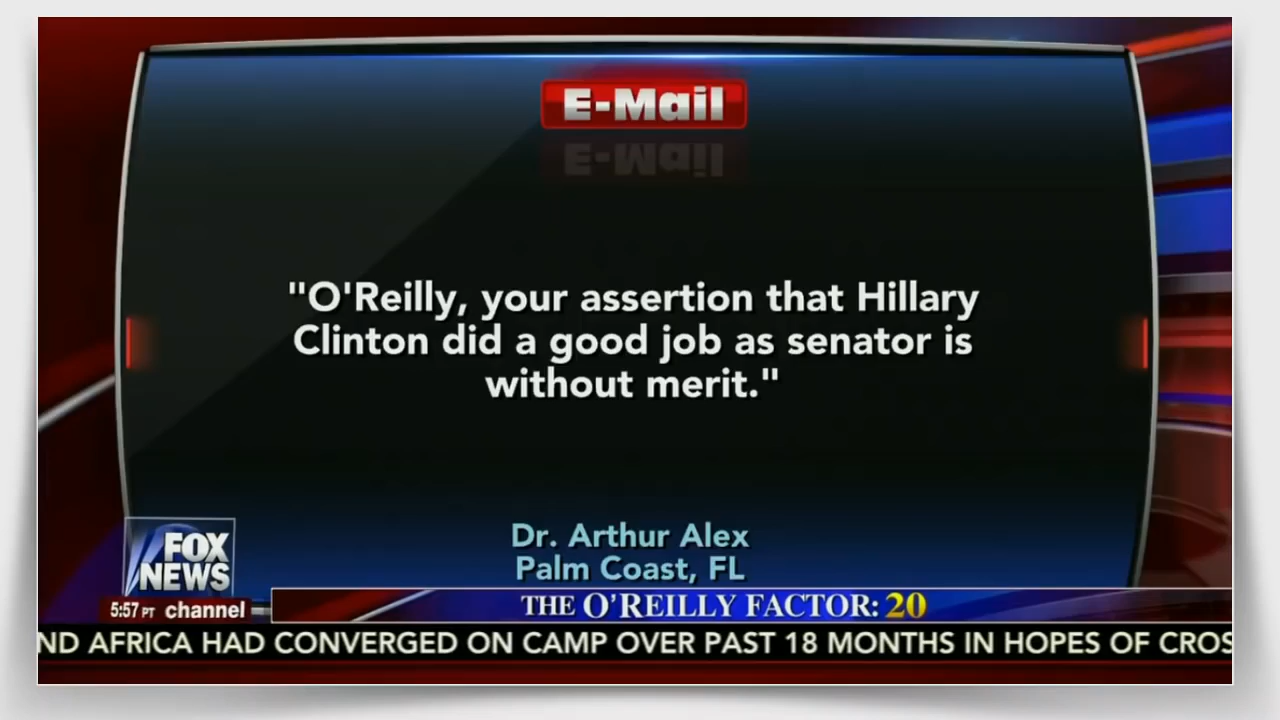 E-Mail
"O'Reilly, your assertion that Hillary
Clinton did a good job as senator is
without merit."
Dr. Arthur Alex
Palm Coast, FL
FOX
NEWS
channel
5:57 PT
THE O'REILLY FACTOR: 20
ND AFRICA HAD CONVERGED ON CAMP OVER PAST 18 MONTHS IN HOPES OF CROS